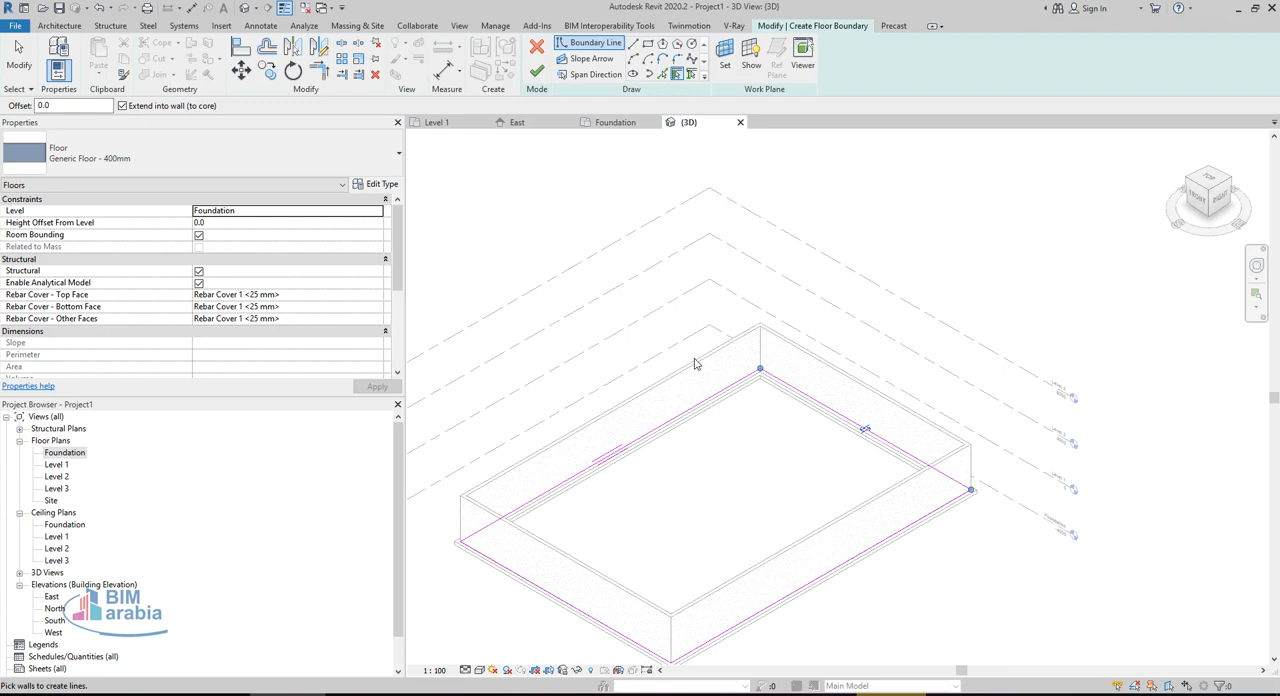 Autodesk Revit 2020.2 - Project1 - 3D View: {3D}
Sign In
File Architecture Structure Steel Systems Insert Annotate Analyze Massing & Site Collaborate View Manage Add-Ins BIM Interoperability Tools Twinmotion V-Ray Modify | Create Floor Boundary Precast
Modify
Paste
Cope
Cut
Join
Boundary Line
Slope Arrow
Span Direction
Set
Show
Ref Plane
Viewer
Select Properties Clipboard Geometry Modify View Measure Create Mode Draw Work Plane
Offset: 0.0 Extend into wall (to core)
Properties
Level 1 East Foundation {3D}
Floor
Generic Floor - 400mm
Floors Edit Type
Constraints
Level Foundation
Height Offset From Level 0.0
Room Bounding
Related to Mass
Structural
Structural
Enable Analytical Model
Rebar Cover - Top Face Rebar Cover 1 <25 mm>
Rebar Cover - Bottom Face Rebar Cover 1 <25 mm>
Rebar Cover - Other Faces Rebar Cover 1 <25 mm>
Dimensions
Slope
Perimeter
Area
Properties help Apply
Project Browser - Project1
Views (all)
Structural Plans
Floor Plans
Foundation
Level 1
Level 2
Level 3
Site
Ceiling Plans
Foundation
Level 1
Level 2
Level 3
3D Views
Elevations (Building Elevation)
East
North
South
West
Legends
Schedules/Quantities (all)
Sheets (all)
BIM
arabia
TOP
FRONT
RIGHT
1 : 100
Pick walls to create lines.
:0
Main Model
:0